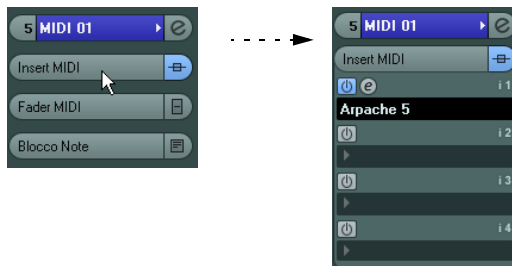 5 MIDI 01 e
Insert MIDI
Fader MIDI
Blocco Note
5 MIDI 01 e
Insert MIDI
e i 1
Arpache 5
i 2
i 3
i 4